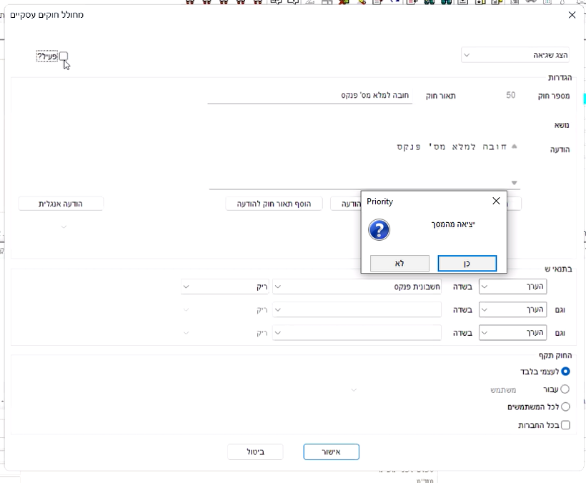 מחולל חוקים עסקיים
הצג שגיאה
פעיל?
הגדרות
מספר חוק 50 תאור חוק חובה למלא מס' פנקס
משא
הודעה חובה למלא מס' פנקס
הודעה הוסף תאור חוק להודעה הודעה אנגלית
Priority
יציאה מהמסך
כן לא
בתנאי ש
הערך בשדה חשבונית פנקס ריק
וגם הערך בשדה ריק
וגם הערך בשדה ריק
החוק תקף
לעצמי בלבד
עבור משתמש
לכל המשתמשים
בכל החברות
אישור ביטול